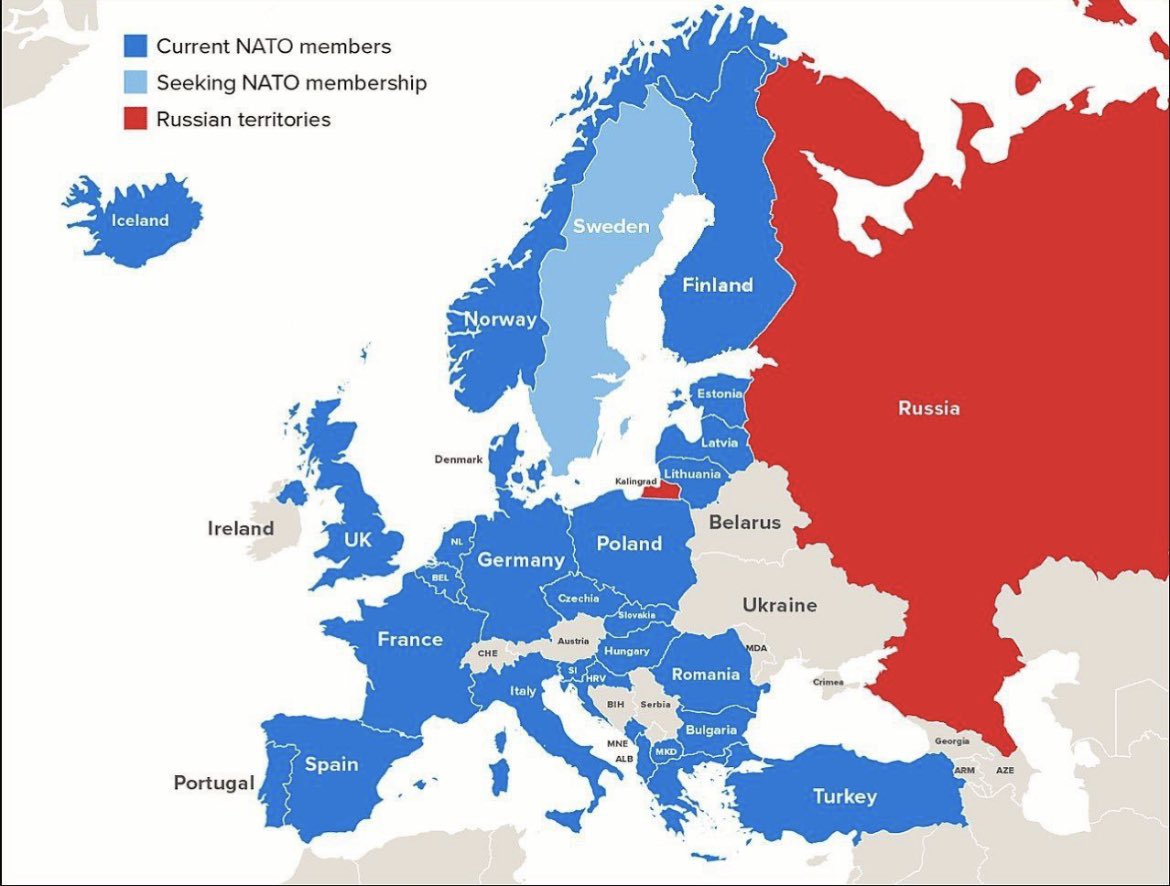 Current NATO members
Seeking NATO membership
Russian territories
Iceland
Sweden
Finland
Norway
Russia
Estonia
Latvia
Lithuania
Denmark
Kalingrad
Ireland
UK
NL
BEL
Germany
Poland
Belarus
Ukraine
Czechia
Slovakia
France
CHE
Austria
Hungary
MDA
Romania
Crimea
SI
HRV
Italy
BIH
Serbia
Bulgaria
MNE
ALB
MKD
Georgia
ARM
AZE
Portugal
Spain
Turkey